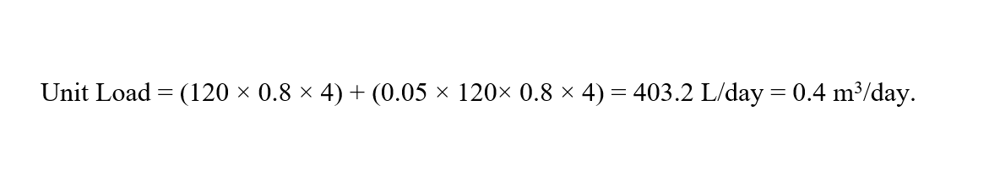 Unit Load = (120 × 0.8 × 4) + (0.05 × 120× 0.8 × 4) = 403.2 L/day = 0.4 m³/day.